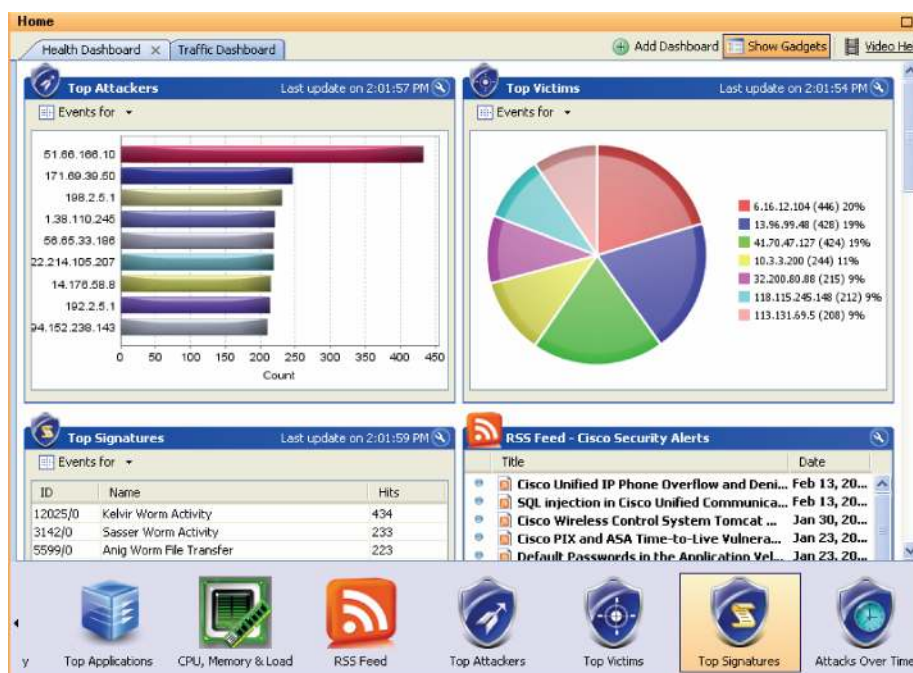 Home
Health Dashboard
Traffic Dashboard
Add Dashboard
Show Gadgets
Video He
Top Attackers
Last update on 2:01:57 PM
Events for
51.66.166.10
171.69.39.50
198.2.5.1
1.38.110.245
56.65.33.186
22.214.105.207
14.176.58.8
192.2.5.1
94.152.238.143
0 50 100 150 200 250 300 350 400 450
Count
Top Victims
Last update on 2:01:54 PM
Events for
6.16.12.104 (446) 20%
13.96.99.48 (428) 19%
41.70.47.127 (424) 19%
10.3.3.200 (244) 11%
32.200.80.88 (215) 9%
118.115.245.148 (212) 9%
113.131.69.5 (208) 9%
Top Signatures
Last update on 2:01:59 PM
Events for
ID Name Hits
12025/0 Kelvir Worm Activity 434
3142/0 Sasser Worm Activity 233
5599/0 Anig Worm File Transfer 223
RSS Feed - Cisco Security Alerts
Title Date
Cisco Unified IP Phone Overflow and Deni... Feb 13, 20...
SQL injection in Cisco Unified Communica... Feb 13, 20...
Cisco Wireless Control System Tomcat ... Jan 30, 20...
Cisco PIX and ASA Time-to-Live Vulnera... Jan 23, 20...
Default Passwords in the Application Vel... Jan 23, 20...
y
Top Applications
CPU, Memory & Load
RSS Feed
Top Attackers
Top Victims
Top Signatures
Attacks Over Time